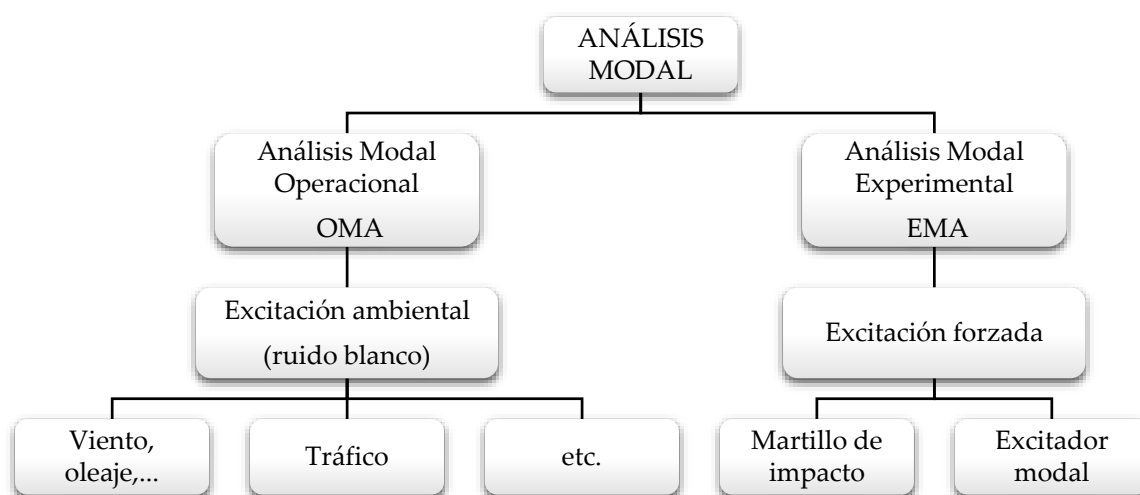 ANÁLISIS
MODAL
Análisis Modal
Operacional
OMA
Análisis Modal
Experimental
EMA
Excitación ambiental
(ruido blanco)
Excitación forzada
Viento,
oleaje,...
Tráfico
etc.
Martillo de
impacto
Excitador
modal